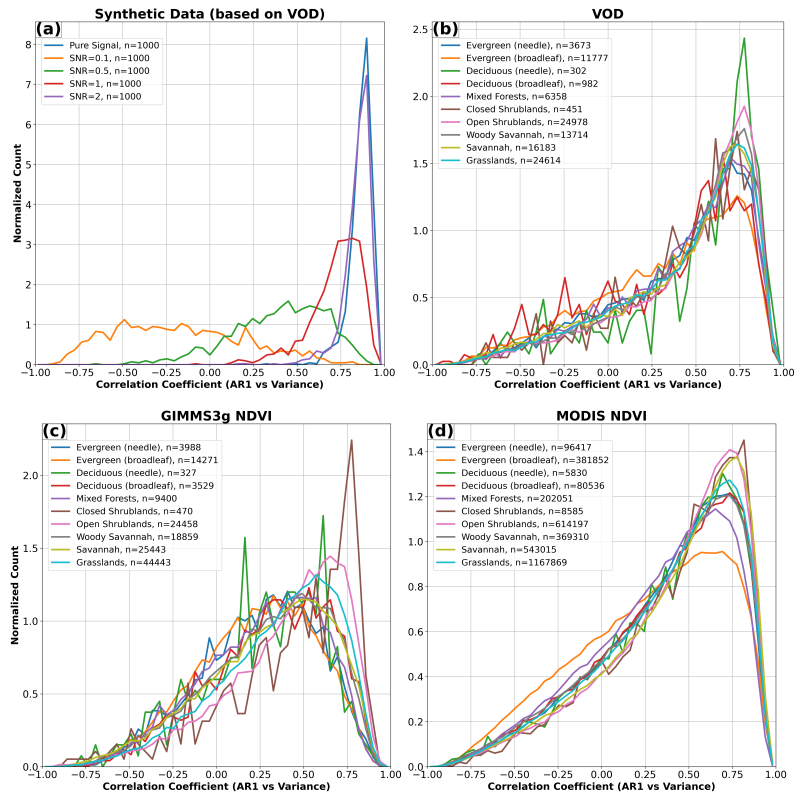 Synthetic Data (based on VOD)
(a)
Pure Signal, n=1000
SNR=0.1, n=1000
SNR=0.5, n=1000
SNR=1, n=1000
SNR=2, n=1000
8
7
6
5
4
3
2
1
0
Normalized Count
−1.00 −0.75 −0.50 −0.25 0.00 0.25 0.50 0.75 1.00
Correlation Coefficient (AR1 vs Variance)
VOD
(b)
Evergreen (needle), n=3673
Evergreen (broadleaf), n=11777
Deciduous (needle), n=302
Deciduous (broadleaf), n=982
Mixed Forests, n=6358
Closed Shrublands, n=451
Open Shrublands, n=24978
Woody Savannah, n=13714
Savannah, n=16183
Grasslands, n=24614
2.5
2.0
1.5
1.0
0.5
0.0
−1.00 −0.75 −0.50 −0.25 0.00 0.25 0.50 0.75 1.00
Correlation Coefficient (AR1 vs Variance)
GIMMS3g NDVI
(c)
Evergreen (needle), n=3988
Evergreen (broadleaf), n=14271
Deciduous (needle), n=327
Deciduous (broadleaf), n=3529
Mixed Forests, n=9400
Closed Shrublands, n=470
Open Shrublands, n=24458
Woody Savannah, n=18859
Savannah, n=25443
Grasslands, n=44443
2.0
1.5
1.0
0.5
0.0
Normalized Count
−1.00 −0.75 −0.50 −0.25 0.00 0.25 0.50 0.75 1.00
Correlation Coefficient (AR1 vs Variance)
MODIS NDVI
(d)
Evergreen (needle), n=96417
Evergreen (broadleaf), n=381852
Deciduous (needle), n=5830
Deciduous (broadleaf), n=80536
Mixed Forests, n=202051
Closed Shrublands, n=8585
Open Shrublands, n=614197
Woody Savannah, n=369310
Savannah, n=543015
Grasslands, n=1167869
1.4
1.2
1.0
0.8
0.6
0.4
0.2
0.0
−1.00 −0.75 −0.50 −0.25 0.00 0.25 0.50 0.75 1.00
Correlation Coefficient (AR1 vs Variance)